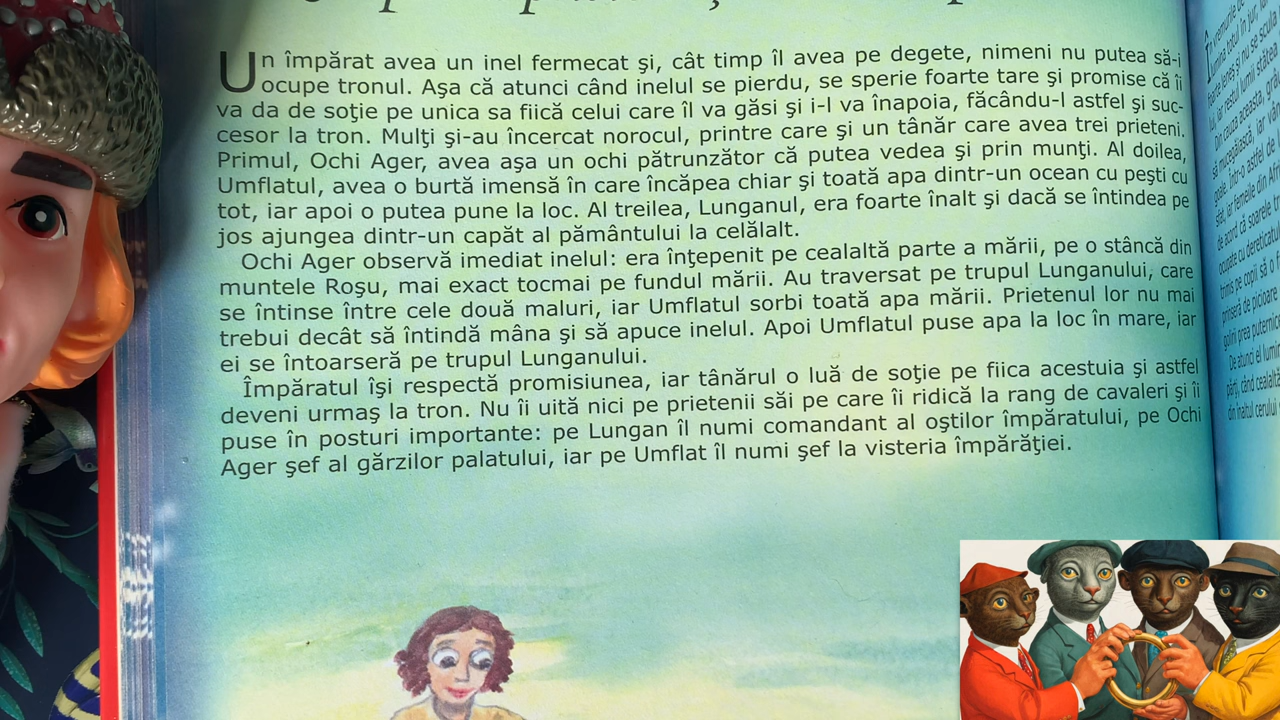 Un împărat avea un inel fermecat şi, cât timp îl avea pe degete, nimeni nu putea să-i
ocupe tronul. Aşa că atunci când inelul se pierdu, se sperie foarte tare şi promise că îi
va da de soţie pe unica sa fiică celui care îl va găsi şi i-l va înapoia, făcându-l astfel şi suc-
cesor la tron. Mulţi şi-au încercat norocul, printre care şi un tânăr care avea trei prieteni.
Primul, Ochi Ager, avea aşa un ochi pătrunzător că putea vedea şi prin munţi. Al doilea,
Umflatul, avea o burtă imensă în care încăpea chiar şi toată apa dintr-un ocean cu peşti cu
tot, iar apoi o putea pune la loc. Al treilea, Lunganul, era foarte înalt şi dacă se întindea pe
jos ajungea dintr-un capăt al pământului la celălalt.
Ochi Ager observă imediat inelul: era înţepenit pe cealaltă parte a mării, pe o stâncă din
muntele Roşu, mai exact tocmai pe fundul mării. Au traversat pe trupul Lunganului, care
se întinse între cele două maluri, iar Umflatul sorbi toată apa mării. Prietenul lor nu mai
trebui decât să întindă mâna şi să apuce inelul. Apoi Umflatul puse apa la loc în mare, iar
ei se întoarseră pe trupul Lunganului.
Împăratul îşi respectă promisiunea, iar tânărul o luă de soţie pe fiica acestuia şi astfel
deveni urmaş la tron. Nu îi uită nici pe prietenii săi pe care îi ridică la rang de cavaleri şi îi
puse în posturi importante: pe Lungan îl numi comandant al oştilor împăratului, pe Ochi
Ager şef al gărzilor palatului, iar pe Umflat îl numi şef la visteria împărăţiei.